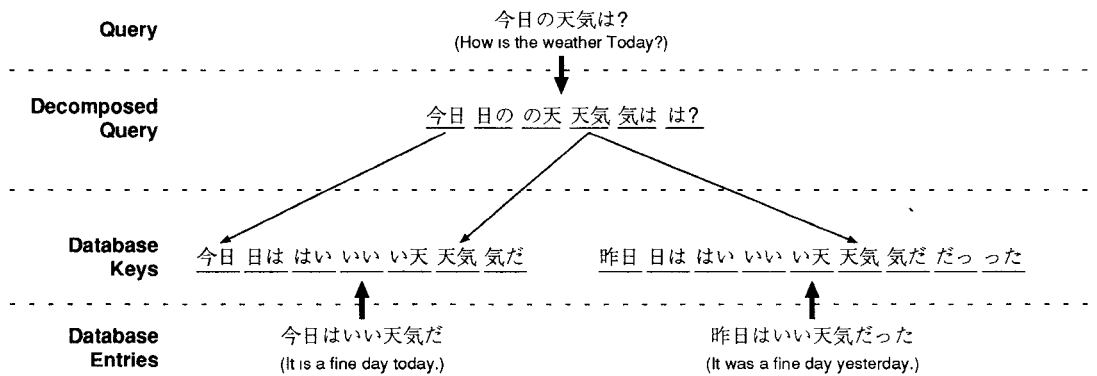 Query
今日の天気は?
(How is the weather Today?)
Decomposed
Query
今日 日の の天 天気 気は は?
Database
Keys
今日 日は はい いい い天 天気 気だ
昨日 日は はい いい い天 天気 気だ だっ った
Database
Entries
今日はいい天気だ
(It is a fine day today.)
昨日はいい天気だった
(It was a fine day yesterday.)